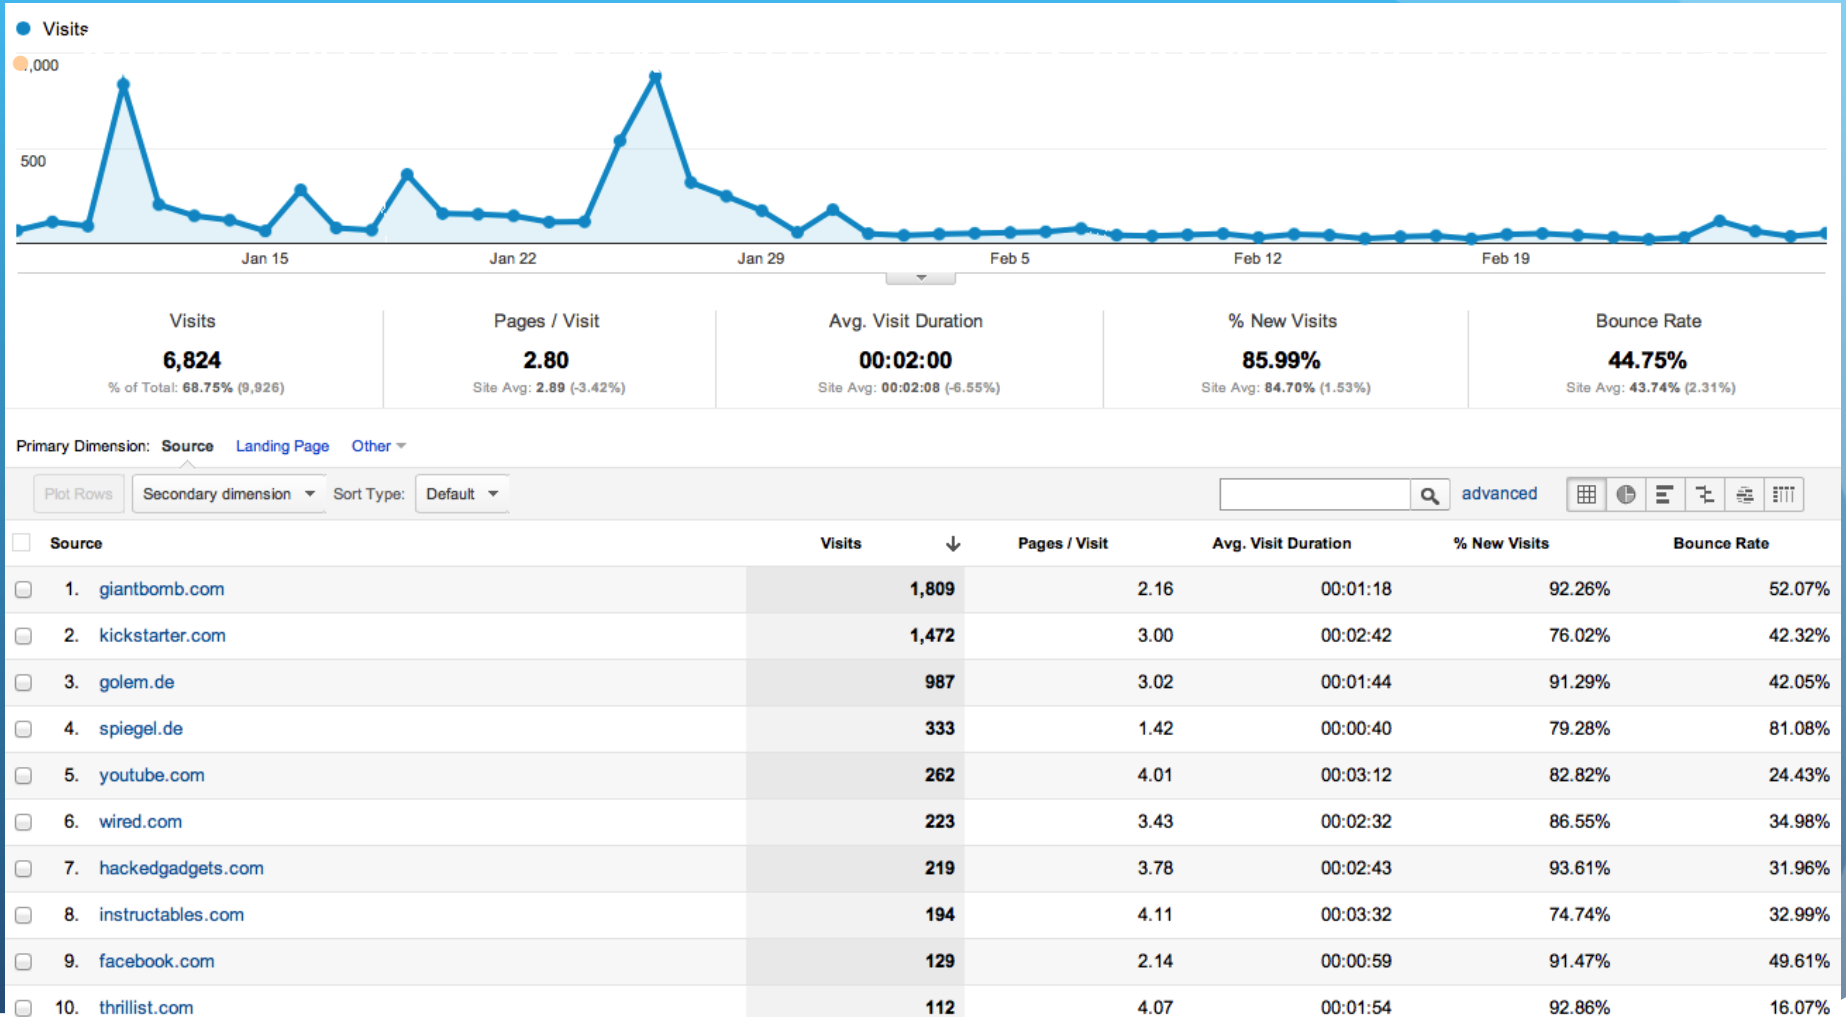 Visits
,000
500
Jan 15 Jan 22 Jan 29 Feb 5 Feb 12 Feb 19
Visits Pages / Visit Avg. Visit Duration % New Visits Bounce Rate
6,824 2.80 00:02:00 85.99% 44.75%
% of Total: 68.75% (9,926) Site Avg: 2.89 (-3.42%) Site Avg: 00:02:08 (-6.55%) Site Avg: 84.70% (1.53%) Site Avg: 43.74% (2.31%)
Primary Dimension: Source Landing Page Other
Plot Rows Secondary dimension Sort Type: Default advanced
Source Visits Pages / Visit Avg. Visit Duration % New Visits Bounce Rate
1. giantbomb.com 1,809 2.16 00:01:18 92.26% 52.07%
2. kickstarter.com 1,472 3.00 00:02:42 76.02% 42.32%
3. golem.de 987 3.02 00:01:44 91.29% 42.05%
4. spiegel.de 333 1.42 00:00:40 79.28% 81.08%
5. youtube.com 262 4.01 00:03:12 82.82% 24.43%
6. wired.com 223 3.43 00:02:32 86.55% 34.98%
7. hackedgadgets.com 219 3.78 00:02:43 93.61% 31.96%
8. instructables.com 194 4.11 00:03:32 74.74% 32.99%
9. facebook.com 129 2.14 00:00:59 91.47% 49.61%
10. thrillist.com 112 4.07 00:01:54 92.86% 16.07%